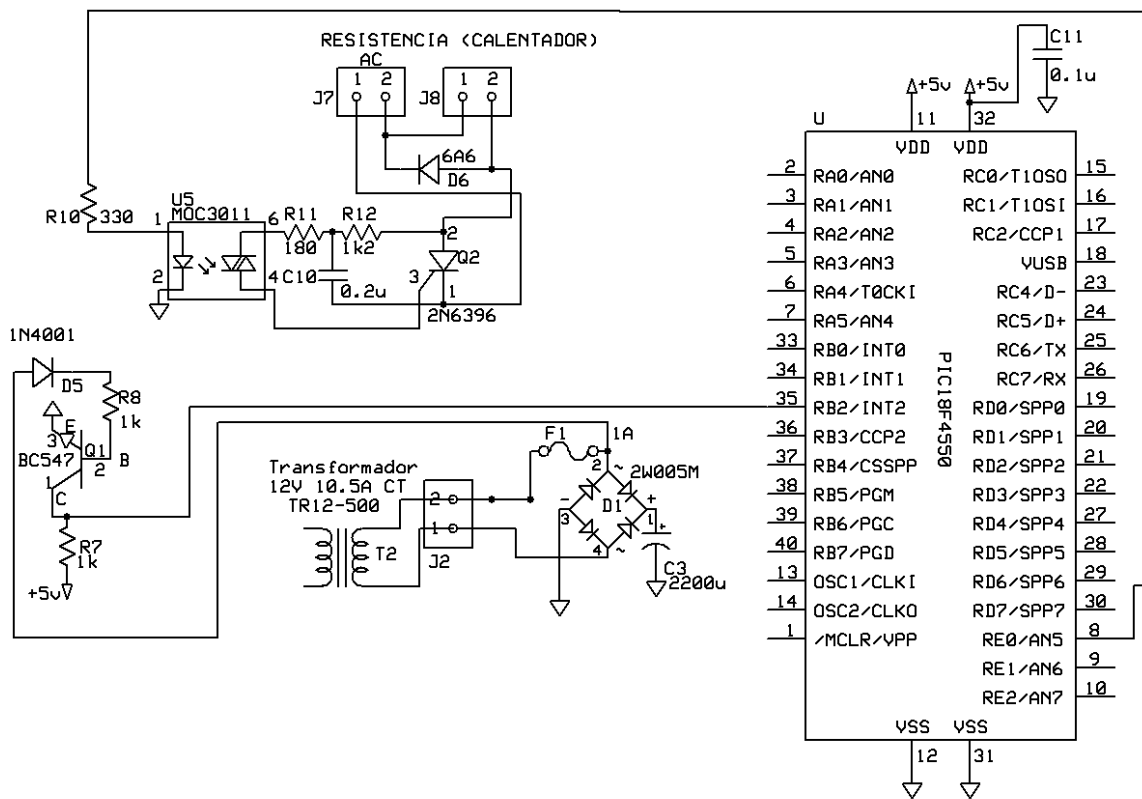 RESISTENCIA (CALENTADOR)
AC
1 2
1 2
J7
J8
C11
0.1u
+5v
+5v
U
11
32
VDD
VDD
6A6
D6
R10
330
U5
MOC3011
1
2
6
4
R11
180
R12
1k2
C10
0.2u
2
Q2
3
1
2N6396
1N4001
D5
R8
1k
E
3
Q1
BC547
2
B
1
C
R7
1k
+5v
F1
1A
Transformador
12V 10.5A CT
TR12-500
T2
2
1
J2
2
~
2W005M
-
+
D1
3
1
4
~
+
C3
2200u
PIC18F4550
2 RA0/AN0
3 RA1/AN1
4 RA2/AN2
5 RA3/AN3
6 RA4/T0CKI
7 RA5/AN4
33 RB0/INT0
34 RB1/INT1
35 RB2/INT2
36 RB3/CCP2
37 RB4/CSSPP
38 RB5/PGM
39 RB6/PGC
40 RB7/PGD
13 OSC1/CLKI
14 OSC2/CLKO
1 /MCLR/VPP
RC0/T1OSO 15
RC1/T1OSI 16
RC2/CCP1 17
VUSB 18
RC4/D- 23
RC5/D+ 24
RC6/TX 25
RC7/RX 26
RD0/SPP0 19
RD1/SPP1 20
RD2/SPP2 21
RD3/SPP3 22
RD4/SPP4 27
RD5/SPP5 28
RD6/SPP6 29
RD7/SPP7 30
RE0/AN5 8
RE1/AN6 9
RE2/AN7 10
VSS
VSS
12
31